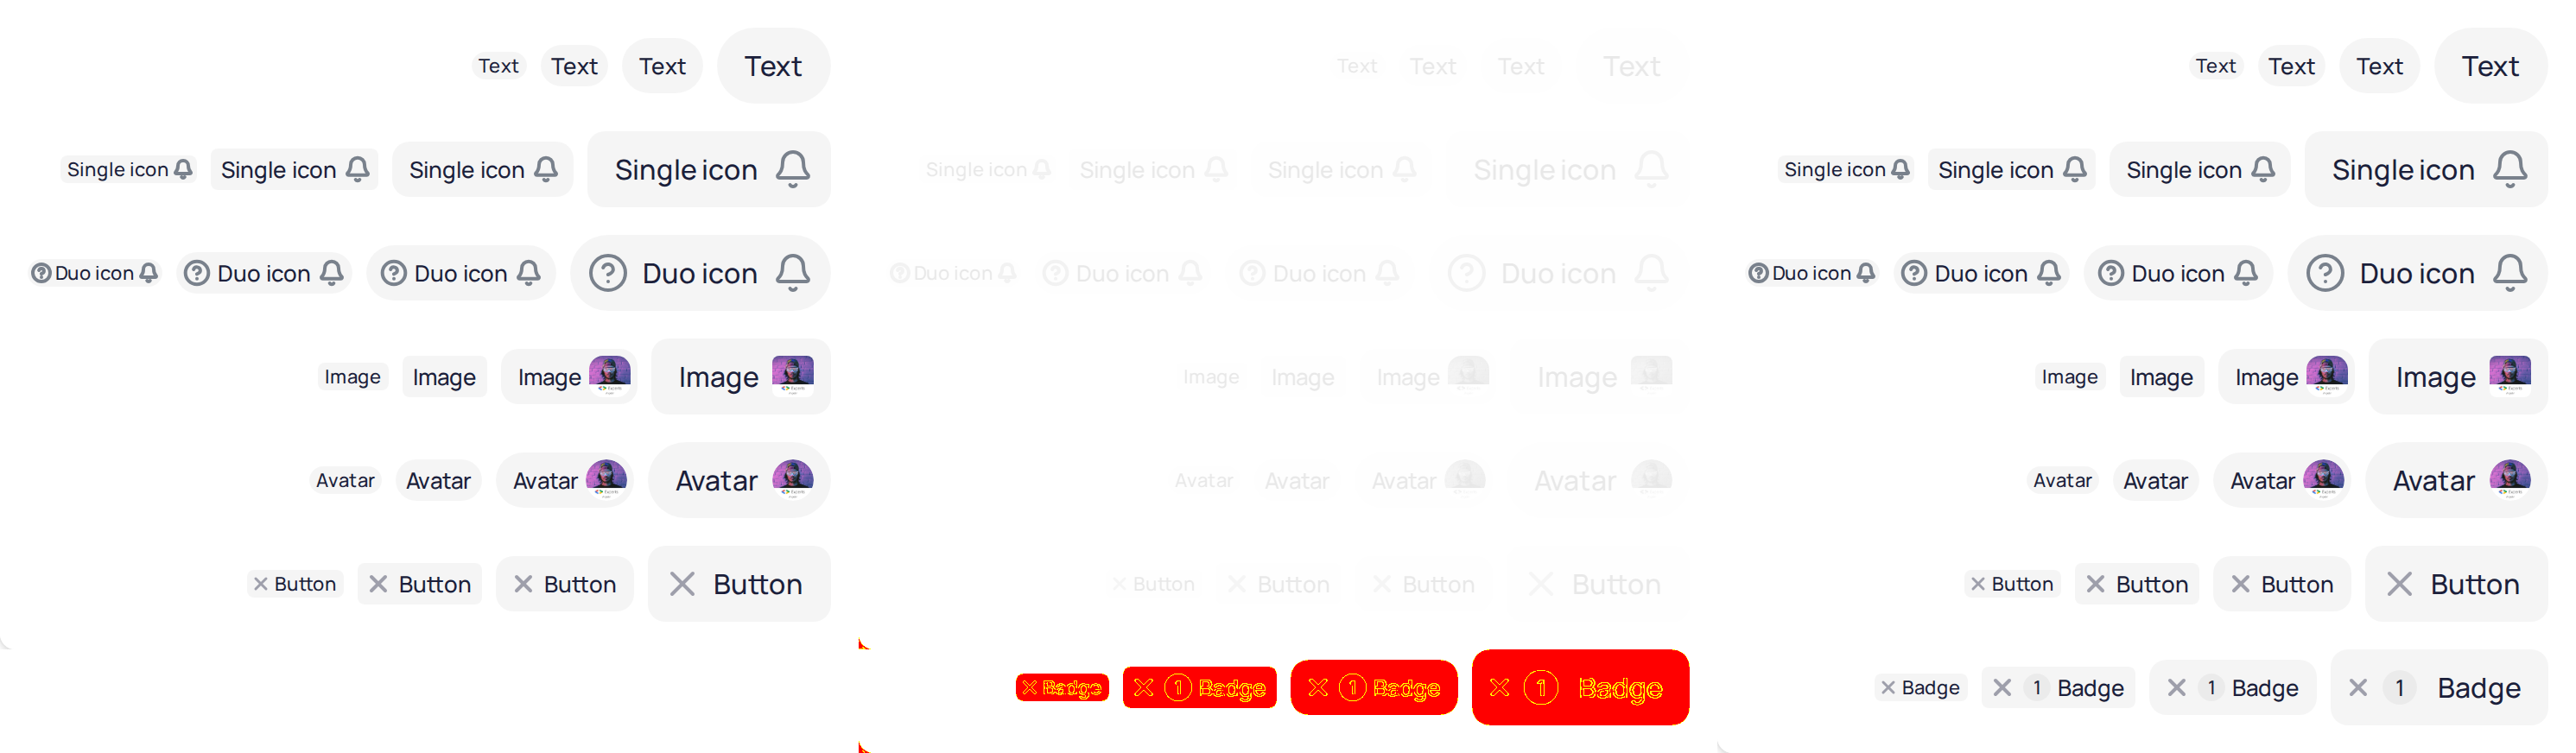 Text Text Text Text Text Text Text Text Text Text Text Text
Single icon Single icon Single icon Single icon Single icon Single icon Single icon Single icon Single icon Single icon Single icon Single icon
Duo icon Duo icon Duo icon Duo icon Duo icon Duo icon Duo icon Duo icon Duo icon Duo icon Duo icon Duo icon
Image Image Image Image Image Image Image Image Image Image Image Image
Avatar Avatar Avatar Avatar Avatar Avatar Avatar Avatar Avatar Avatar Avatar Avatar
Button Button Button Button Button Button Button Button Button Button Button Button
Badge 1 Badge 1 Badge 1 Badge Badge 1 Badge 1 Badge 1 Badge